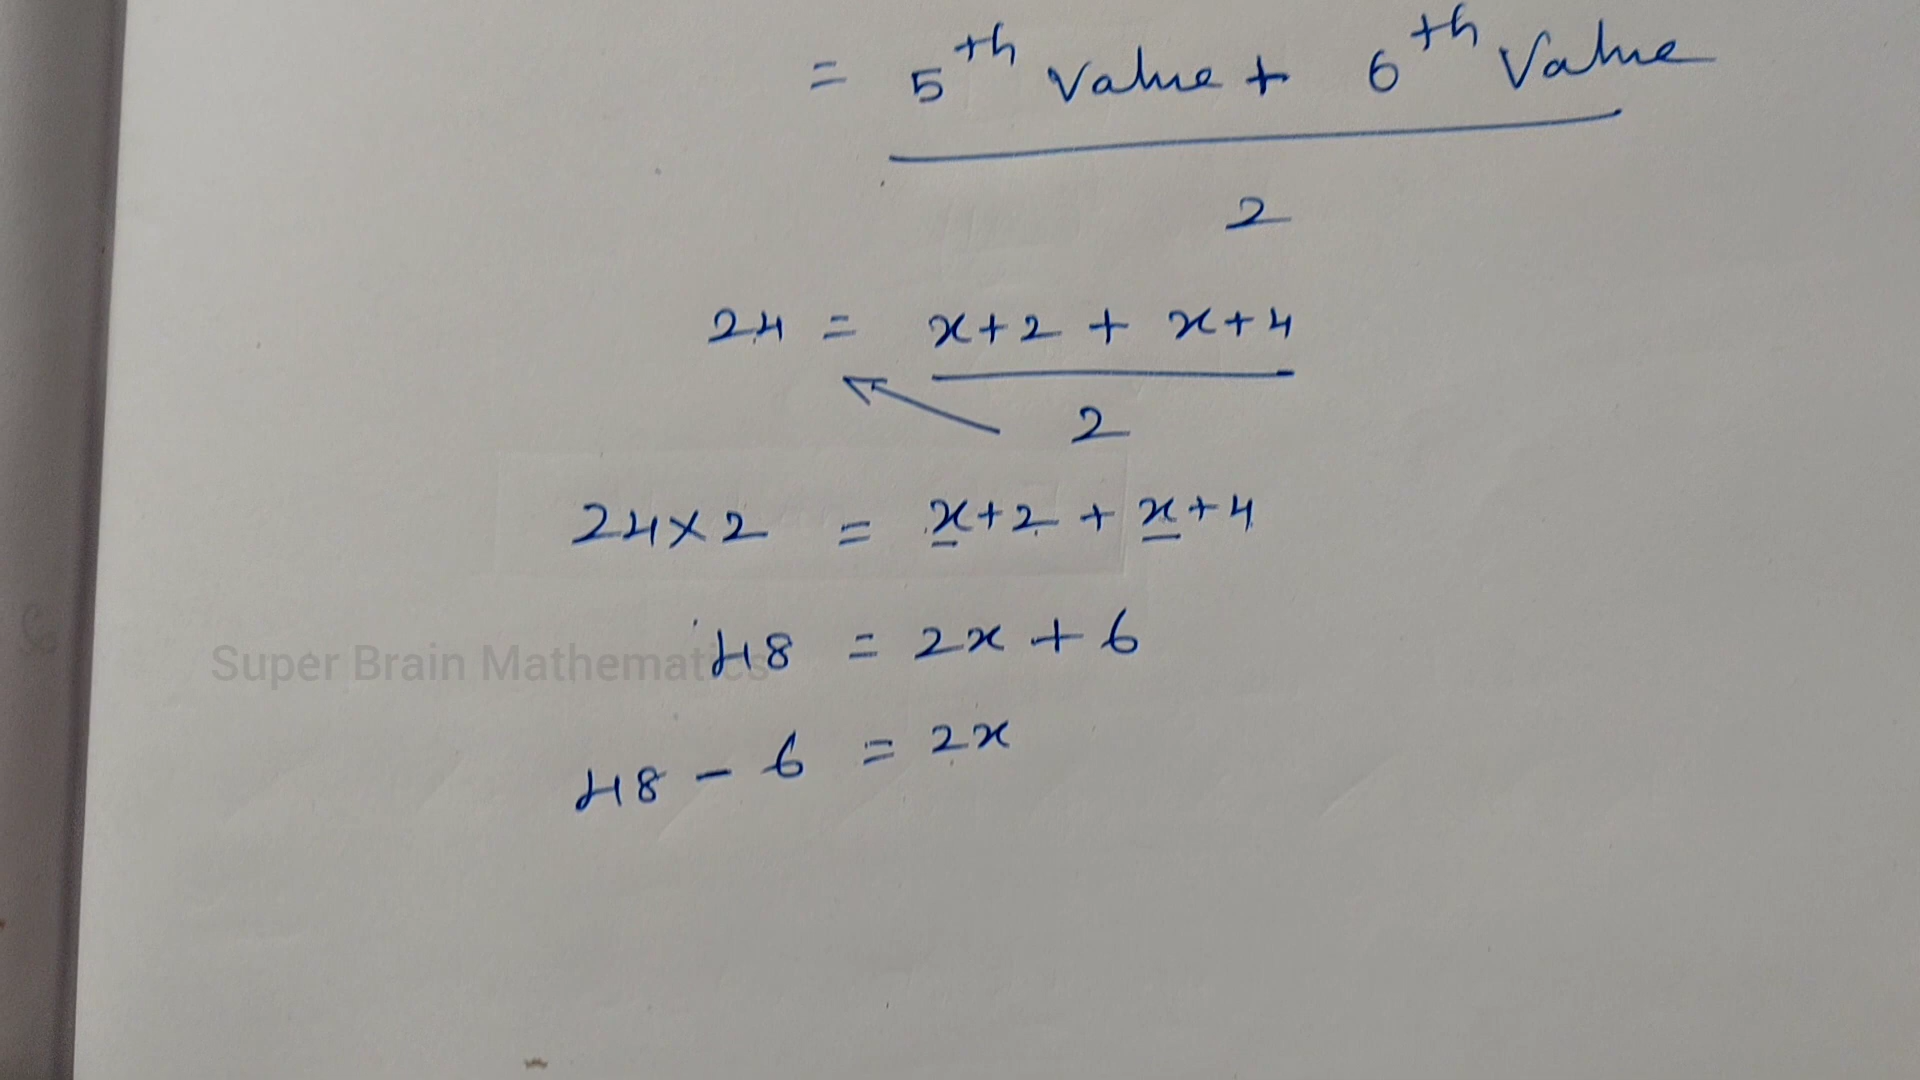 = 5th Value + 6th Value
2
24 = x+2 + x+4
2
24×2 = x+2 + x+4
48 = 2x + 6
Super Brain Mathematics
48 - 6 = 2x